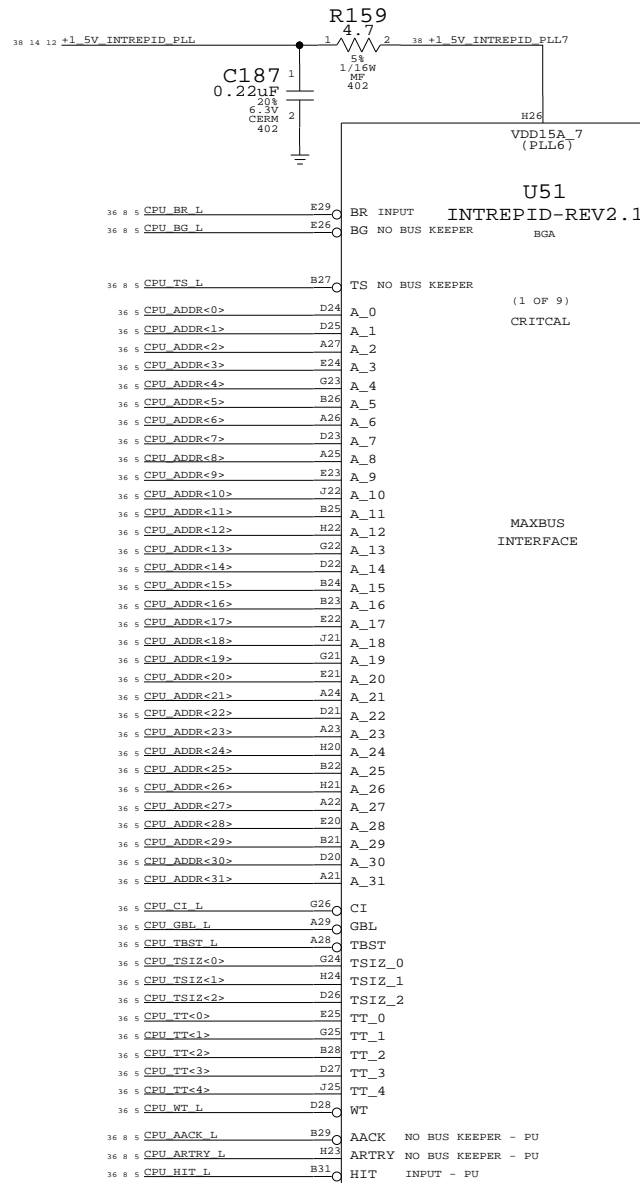 R159
4.7
38 14 12 +1_5V_INTREPID_PLL 1 2 38 +1_5V_INTREPID_PLL7
5%
1/16W
MF
402
C187 1
0.22uF
20%
6.3V
CERM 2
402
H26
VDD15A_7
(PLL6)
U51
36 8 5 CPU_BR_L E29 BR INPUT INTREPID-REV2.1
36 8 5 CPU_BG_L E26 BG NO BUS KEEPER BGA
36 8 5 CPU_TS_L B27 TS NO BUS KEEPER
(1 OF 9)
36 5 CPU_ADDR<0> D24 A_0
CRITCAL
36 5 CPU_ADDR<1> D25 A_1
36 5 CPU_ADDR<2> A27 A_2
36 5 CPU_ADDR<3> E24 A_3
36 5 CPU_ADDR<4> G23 A_4
36 5 CPU_ADDR<5> B26 A_5
36 5 CPU_ADDR<6> A26 A_6
36 5 CPU_ADDR<7> D23 A_7
36 5 CPU_ADDR<8> A25 A_8
36 5 CPU_ADDR<9> E23 A_9
36 5 CPU_ADDR<10> J22 A_10
36 5 CPU_ADDR<11> B25 A_11
36 5 CPU_ADDR<12> H22 A_12 MAXBUS
36 5 CPU_ADDR<13> G22 A_13 INTERFACE
36 5 CPU_ADDR<14> D22 A_14
36 5 CPU_ADDR<15> B24 A_15
36 5 CPU_ADDR<16> B23 A_16
36 5 CPU_ADDR<17> E22 A_17
36 5 CPU_ADDR<18> J21 A_18
36 5 CPU_ADDR<19> G21 A_19
36 5 CPU_ADDR<20> E21 A_20
36 5 CPU_ADDR<21> A24 A_21
36 5 CPU_ADDR<22> D21 A_22
36 5 CPU_ADDR<23> A23 A_23
36 5 CPU_ADDR<24> H20 A_24
36 5 CPU_ADDR<25> B22 A_25
36 5 CPU_ADDR<26> H21 A_26
36 5 CPU_ADDR<27> A22 A_27
36 5 CPU_ADDR<28> E20 A_28
36 5 CPU_ADDR<29> B21 A_29
36 5 CPU_ADDR<30> D20 A_30
36 5 CPU_ADDR<31> A21 A_31
36 5 CPU_CI_L G26 CI
36 5 CPU_GBL_L A29 GBL
36 5 CPU_TBST_L A28 TBST
36 5 CPU_TSIZ<0> G24 TSIZ_0
36 5 CPU_TSIZ<1> H24 TSIZ_1
36 5 CPU_TSIZ<2> D26 TSIZ_2
36 5 CPU_TT<0> E25 TT_0
36 5 CPU_TT<1> G25 TT_1
36 5 CPU_TT<2> B28 TT_2
36 5 CPU_TT<3> D27 TT_3
36 5 CPU_TT<4> J25 TT_4
36 5 CPU_WT_L D28 WT
36 8 5 CPU_AACK_L B29 AACK NO BUS KEEPER - PU
36 8 5 CPU_ARTRY_L H23 ARTRY NO BUS KEEPER - PU
36 8 5 CPU_HIT_L B31 HIT INPUT - PU